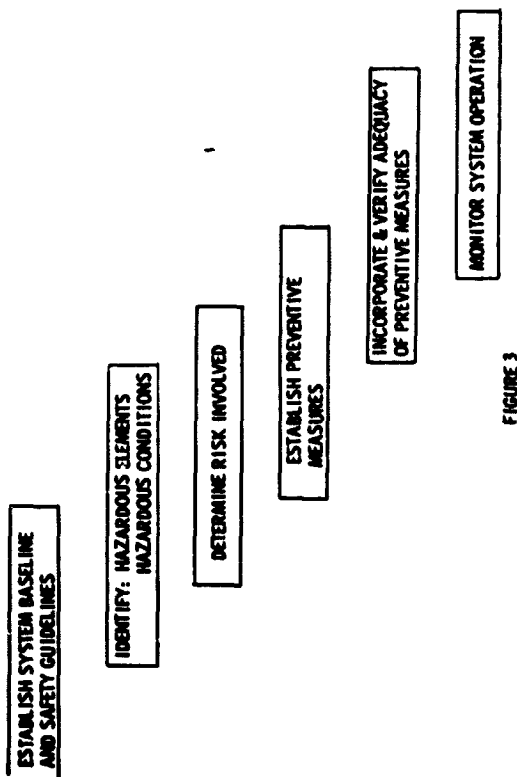 ESTABLISH SYSTEM BASELINE
AND SAFETY GUIDELINES
IDENTIFY: HAZARDOUS ELEMENTS
HAZARDOUS CONDITIONS
DETERMINE RISK INVOLVED
ESTABLISH PREVENTIVE
MEASURES
INCORPORATE & VERIFY ADEQUACY
OF PREVENTIVE MEASURES
MONITOR SYSTEM OPERATION
FIGURE 3